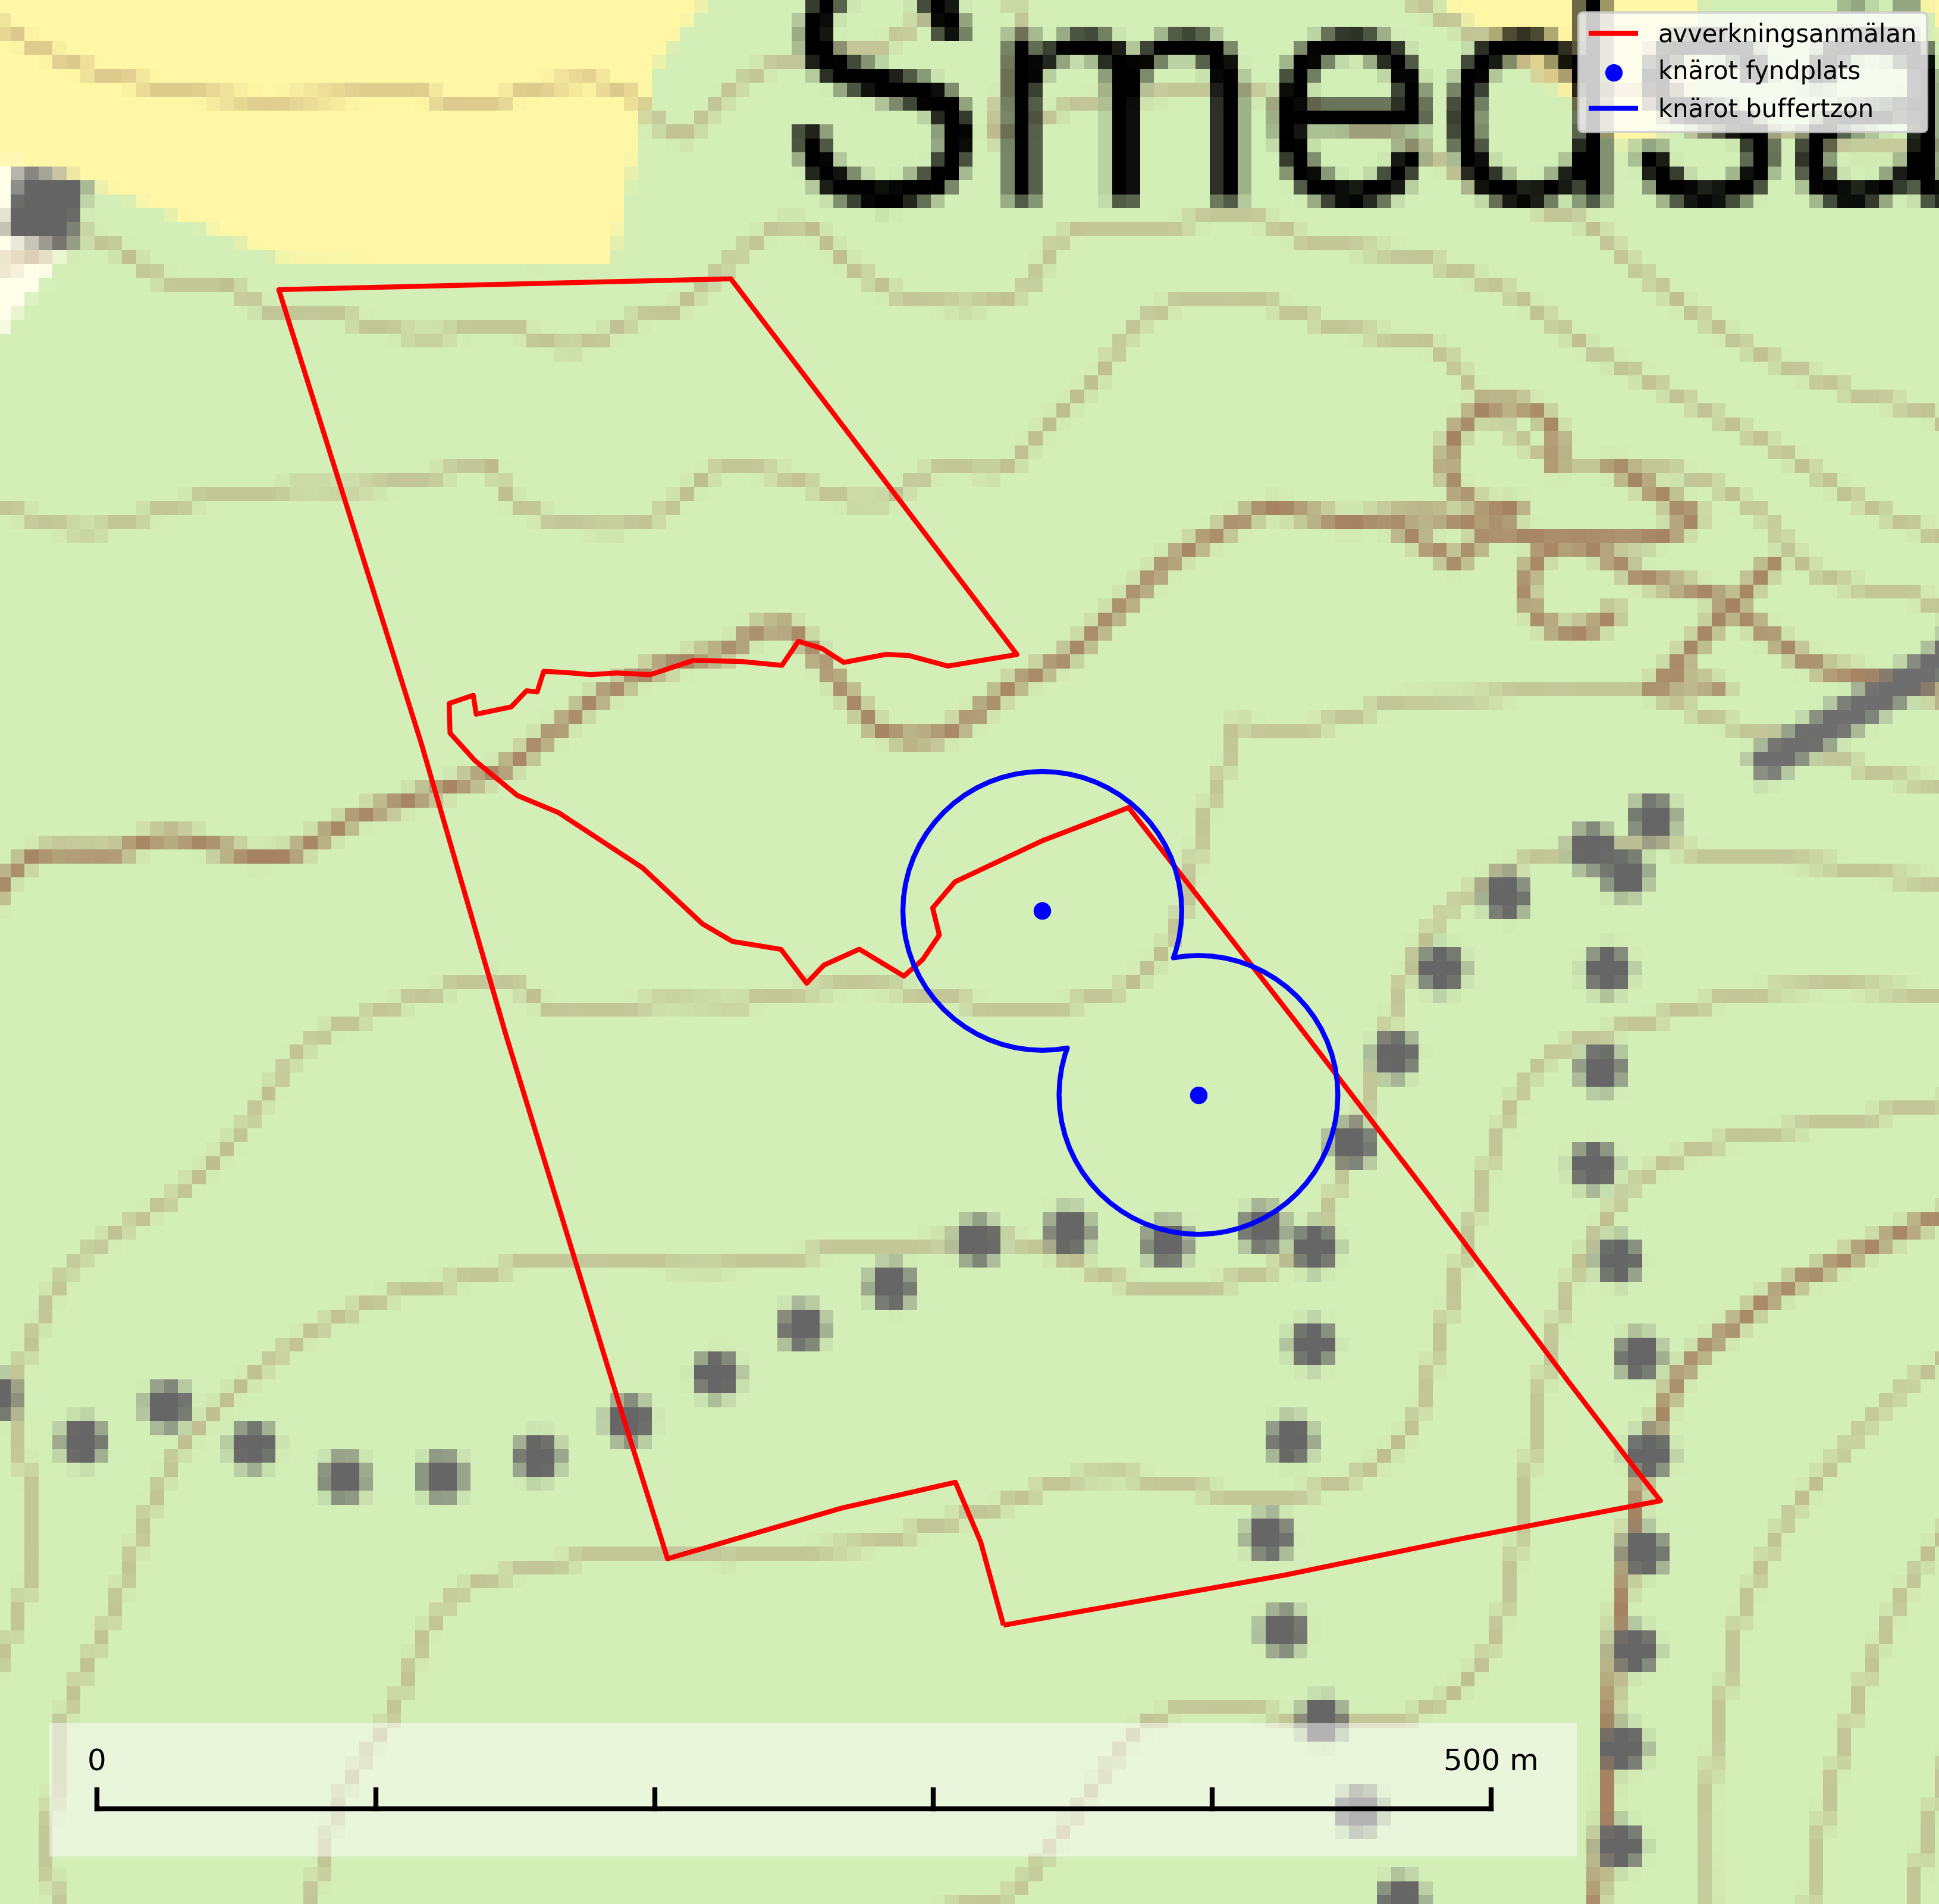 avverkningsanmälan
knärot fyndplats
knärot buffertzon
0
500 m